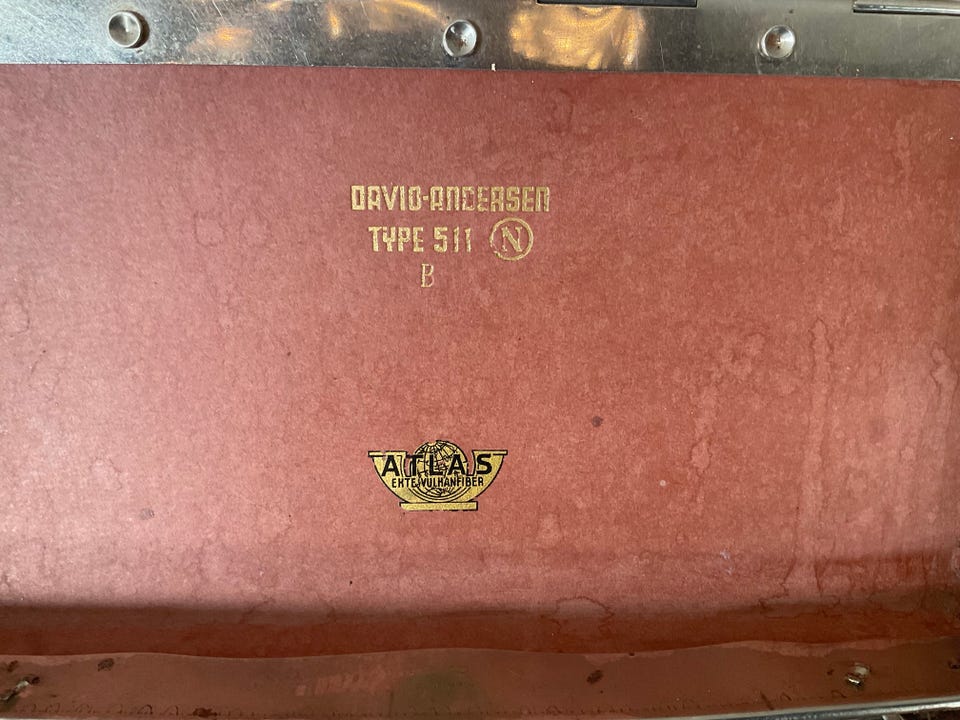 DAVID-ANDERSEN
TYPE 511 N
B
ATLAS
EKTE VULKANFIBER